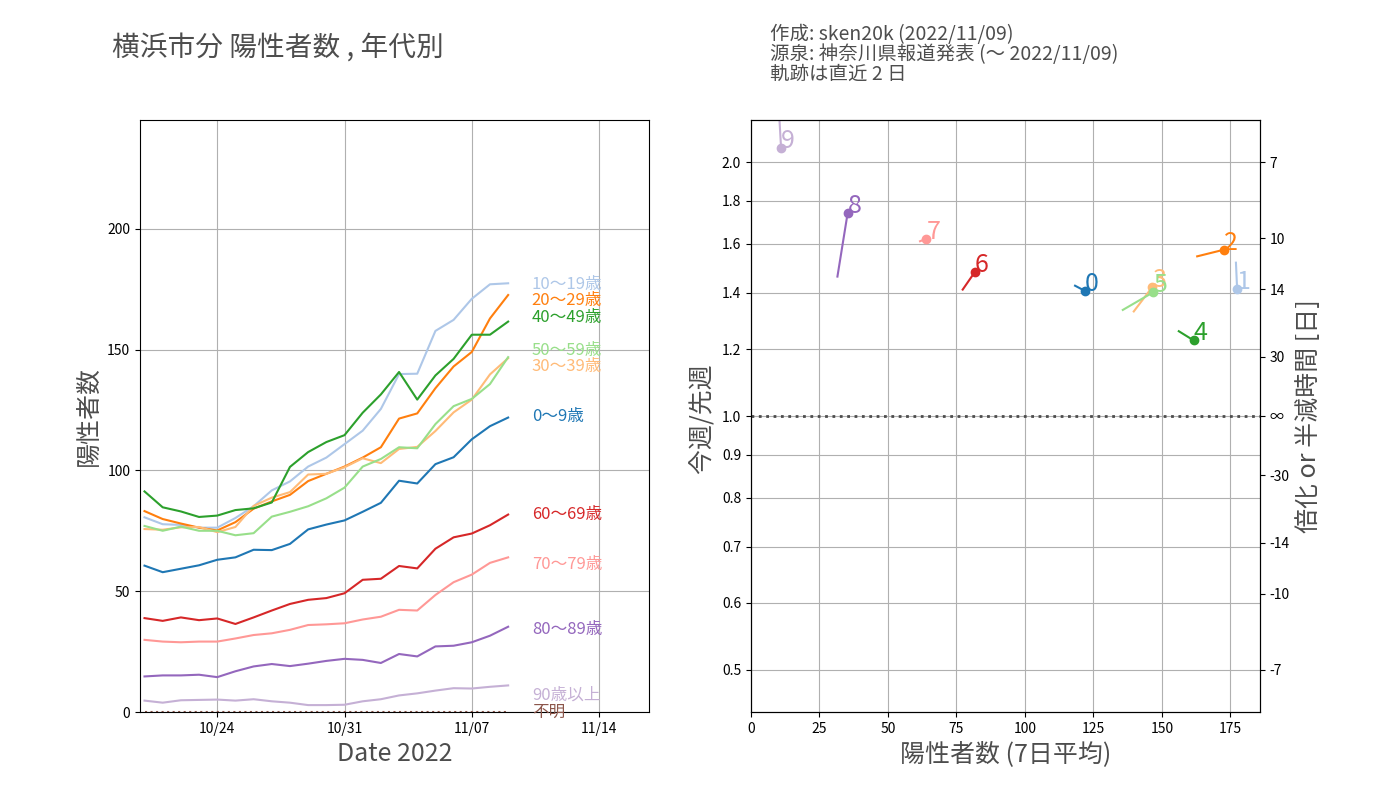 横浜市分 陽性者数 , 年代別
作成: sken20k (2022/11/09)
源泉: 神奈川県報道発表 (〜 2022/11/09)
軌跡は直近 2 日
陽性者数
200
150
100
50
0
10/24
10/31
11/07
11/14
Date 2022
10〜19歳
20〜29歳
40〜49歳
50〜59歳
30〜39歳
0〜9歳
60〜69歳
70〜79歳
80〜89歳
90歳以上
不明
今週/先週
2.0
1.8
1.6
1.4
1.2
1.0
0.9
0.8
0.7
0.6
0.5
9
8
7
6
0
2
3
5
1
4
0
25
50
75
100
125
150
175
陽性者数 (7日平均)
7
10
14
30
∞
-30
-14
-10
-7
倍化 or 半減時間 [日]